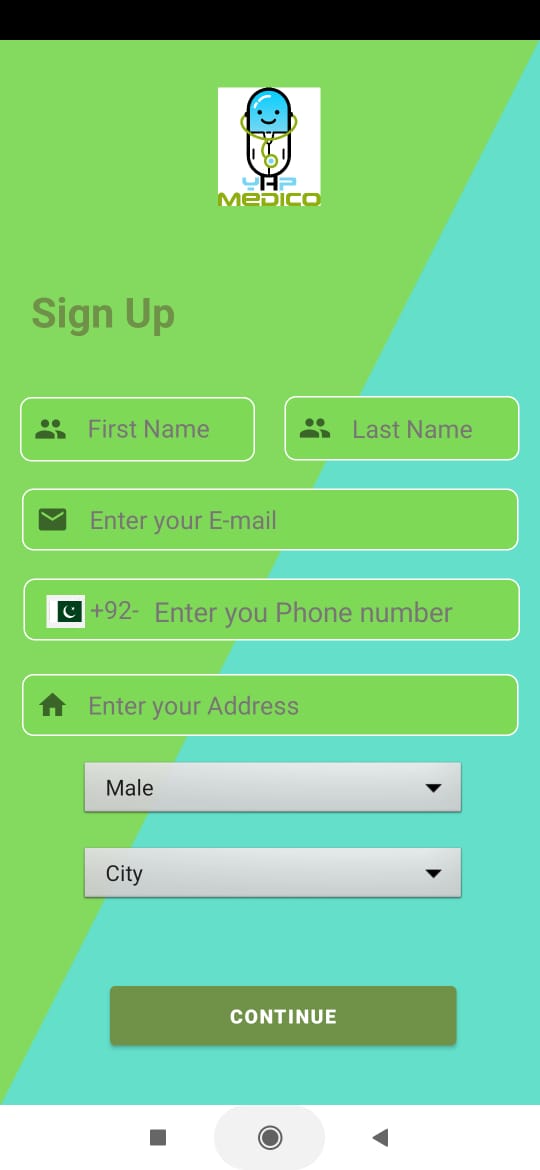 YAP
MEDICO
Sign Up
First Name Last Name
Enter your E-mail
+92- Enter you Phone number
Enter your Address
Male
City
CONTINUE